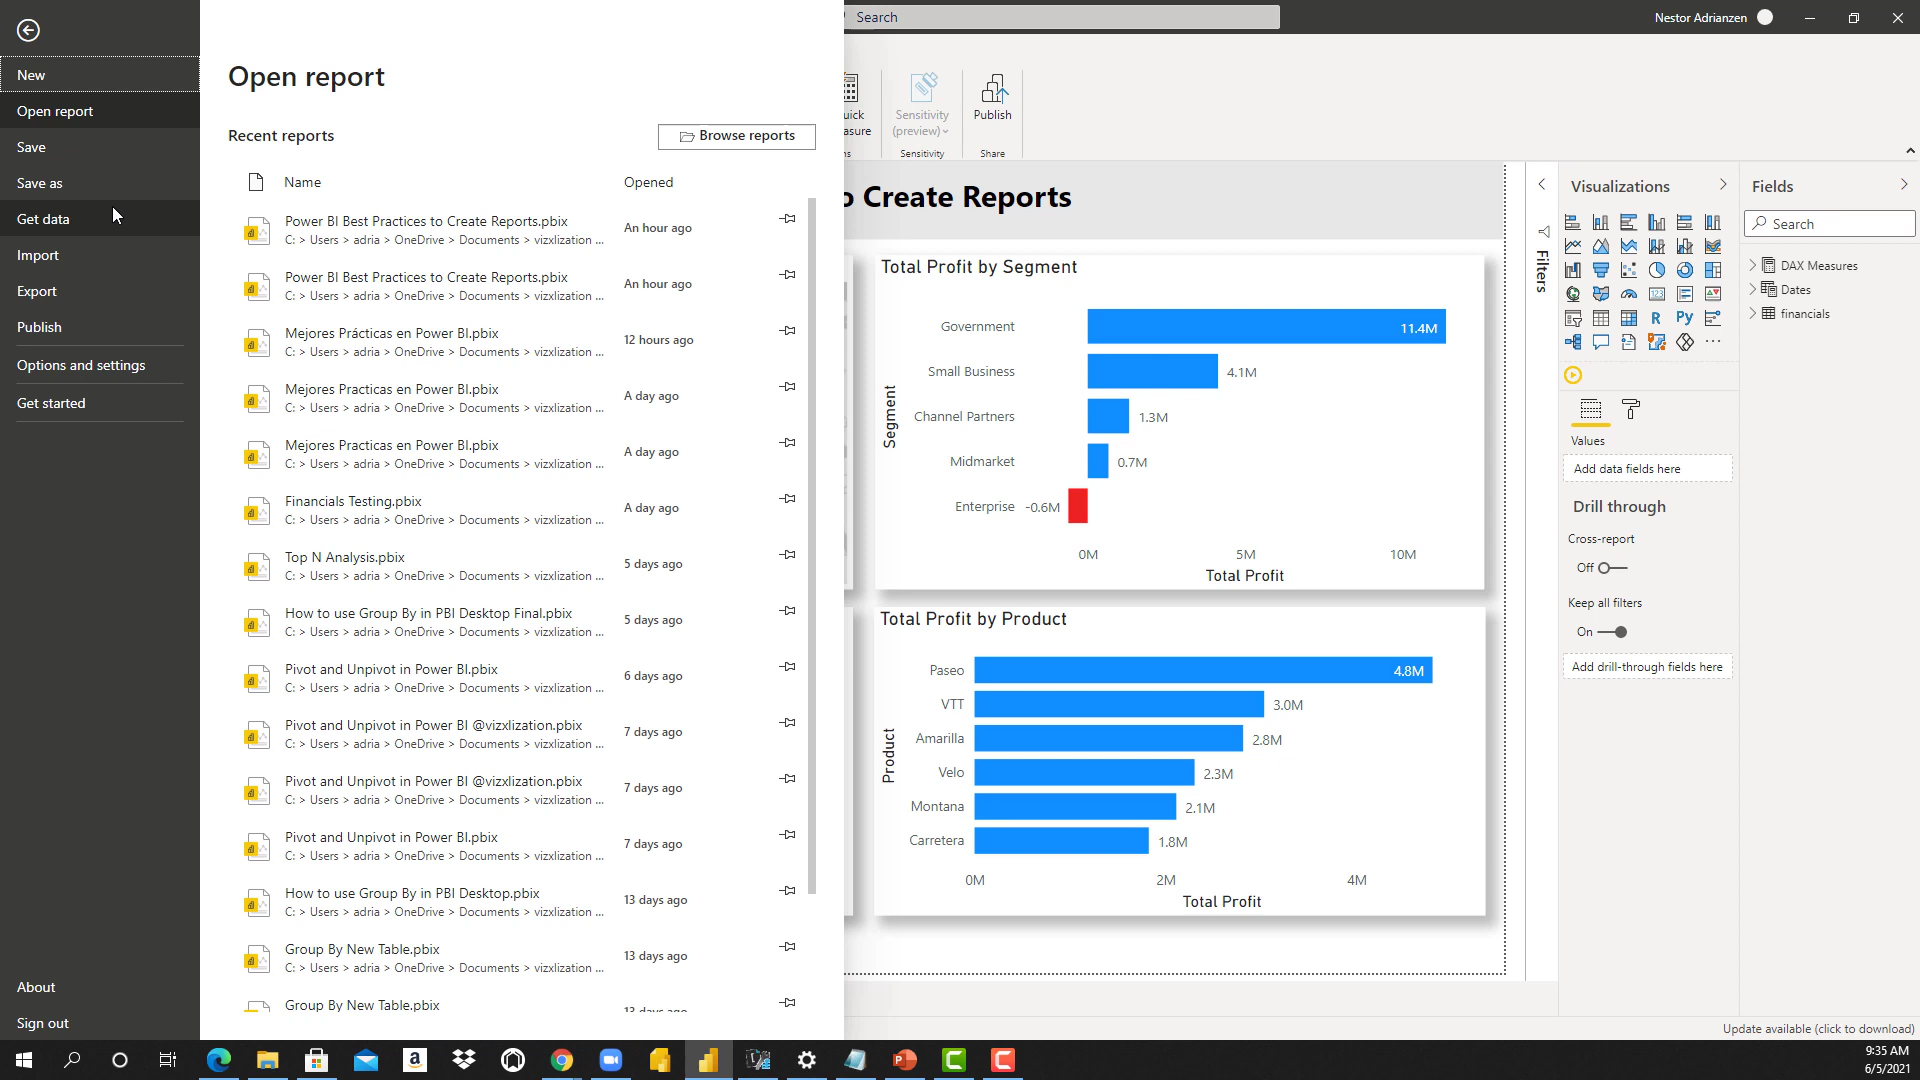 Search
Nestor Adrianzen
New
Open report
Save
Save as
Get data
Import
Export
Publish
Options and settings
Get started
About
Sign out
Open report
Recent reports
Browse reports
Name
Opened
Power BI Best Practices to Create Reports.pbix
C: > Users > adria > OneDrive > Documents > vizxlization ...
An hour ago
Power BI Best Practices to Create Reports.pbix
C: > Users > adria > OneDrive > Documents > vizxlization ...
An hour ago
Mejores Prácticas en Power BI.pbix
C: > Users > adria > OneDrive > Documents > vizxlization ...
12 hours ago
Mejores Practicas en Power BI.pbix
C: > Users > adria > OneDrive > Documents > vizxlization ...
A day ago
Mejores Practicas en Power BI.pbix
C: > Users > adria > OneDrive > Documents > vizxlization ...
A day ago
Financials Testing.pbix
C: > Users > adria > OneDrive > Documents > vizxlization ...
A day ago
Top N Analysis.pbix
C: > Users > adria > OneDrive > Documents > vizxlization ...
5 days ago
How to use Group By in PBI Desktop Final.pbix
C: > Users > adria > OneDrive > Documents > vizxlization ...
5 days ago
Pivot and Unpivot in Power BI.pbix
C: > Users > adria > OneDrive > Documents > vizxlization ...
6 days ago
Pivot and Unpivot in Power BI @vizxlization.pbix
C: > Users > adria > OneDrive > Documents > vizxlization ...
7 days ago
Pivot and Unpivot in Power BI @vizxlization.pbix
C: > Users > adria > OneDrive > Documents > vizxlization ...
7 days ago
Pivot and Unpivot in Power BI.pbix
C: > Users > adria > OneDrive > Documents > vizxlization ...
7 days ago
How to use Group By in PBI Desktop.pbix
C: > Users > adria > OneDrive > Documents > vizxlization ...
13 days ago
Group By New Table.pbix
C: > Users > adria > OneDrive > Documents > vizxlization ...
13 days ago
Group By New Table.pbix
13 days ago
uick
asure
ns
Sensitivity
(preview)
Sensitivity
Publish
Share
o Create Reports
Total Profit by Segment
Segment
Government
11.4M
Small Business
4.1M
Channel Partners
1.3M
Midmarket
0.7M
Enterprise
-0.6M
0M 5M 10M
Total Profit
Total Profit by Product
Product
Paseo
4.8M
VTT
3.0M
Amarilla
2.8M
Velo
2.3M
Montana
2.1M
Carretera
1.8M
0M 2M 4M
Total Profit
Filters
Visualizations
R
Py
123
Values
Add data fields here
Drill through
Cross-report
Off
Keep all filters
On
Add drill-through fields here
Fields
Search
DAX Measures
Dates
financials
Update available (click to download)
9:35 AM
6/5/2021